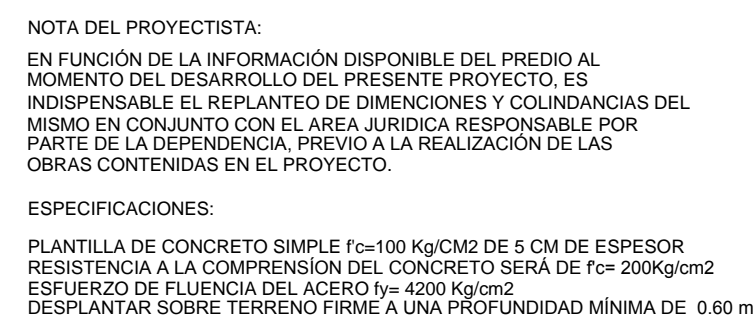 NOTA DEL PROYECTISTA:
EN FUNCIÓN DE LA INFORMACIÓN DISPONIBLE DEL PREDIO AL
MOMENTO DEL DESARROLLO DEL PRESENTE PROYECTO, ES
INDISPENSABLE EL REPLANTEO DE DIMENCIONES Y COLINDANCIAS DEL
MISMO EN CONJUNTO CON EL AREA JURIDICA RESPONSABLE POR
PARTE DE LA DEPENDENCIA, PREVIO A LA REALIZACIÓN DE LAS
OBRAS CONTENIDAS EN EL PROYECTO.
ESPECIFICACIONES:
PLANTILLA DE CONCRETO SIMPLE f'c=100 Kg/CM2 DE 5 CM DE ESPESOR
RESISTENCIA A LA COMPRENSÍON DEL CONCRETO SERÁ DE f'c= 200Kg/cm2
ESFUERZO DE FLUENCIA DEL ACERO fy= 4200 Kg/cm2
DESPLANTAR SOBRE TERRENO FIRME A UNA PROFUNDIDAD MÍNIMA DE 0.60 m